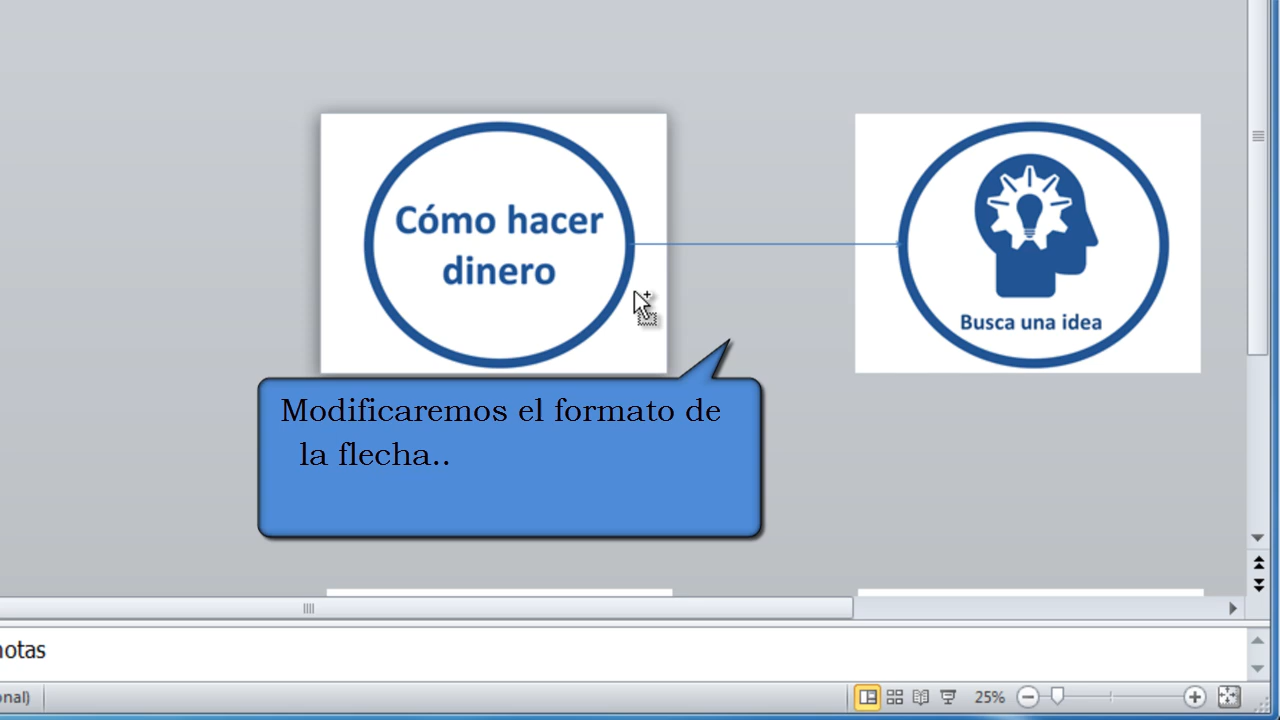 Cómo hacer
dinero
Busca una idea
Modificaremos el formato de
la flecha..
notas
onal)
25%